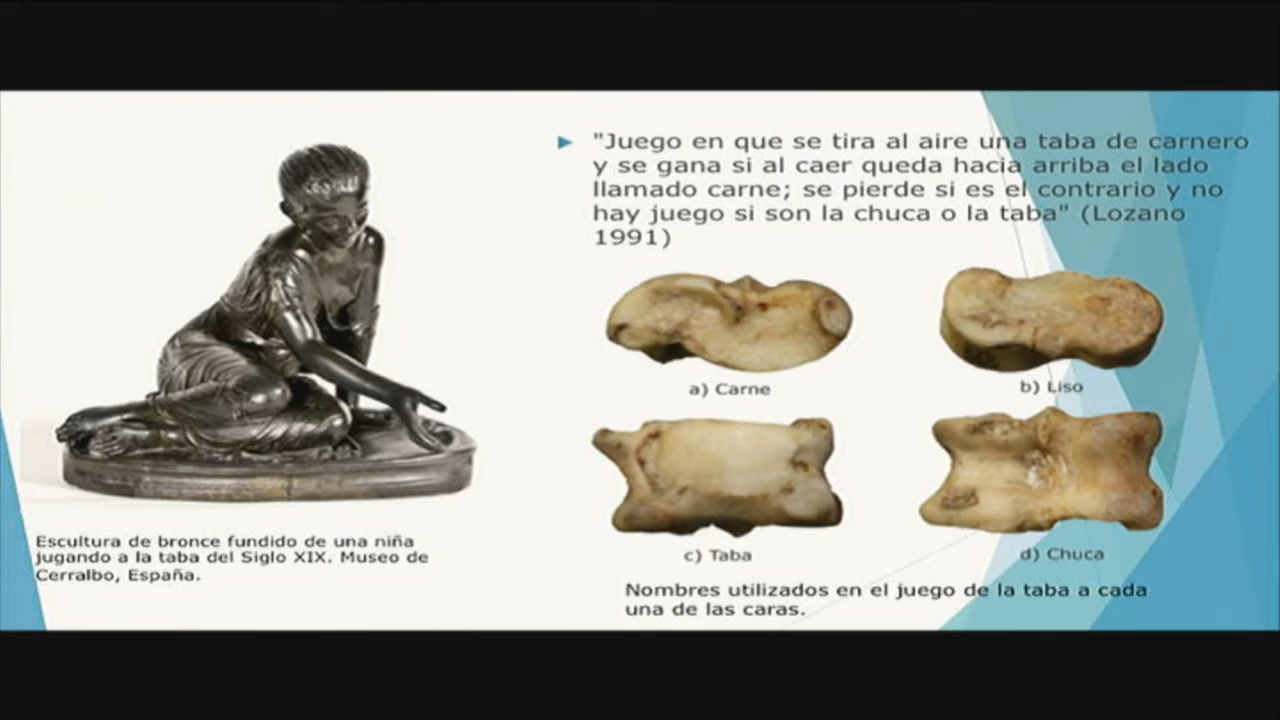 "Juego en que se tira al aire una taba de carnero
y se gana si al caer queda hacia arriba el lado
llamado carne; se pierde si es el contrario y no
hay juego si son la chuca o la taba" (Lozano
1991)
a) Carne
b) Liso
c) Taba
d) Chuca
Nombres utilizados en el juego de la taba a cada
una de las caras.
Escultura de bronce fundido de una niña
jugando a la taba del Siglo XIX. Museo de
Cerralbo, España.